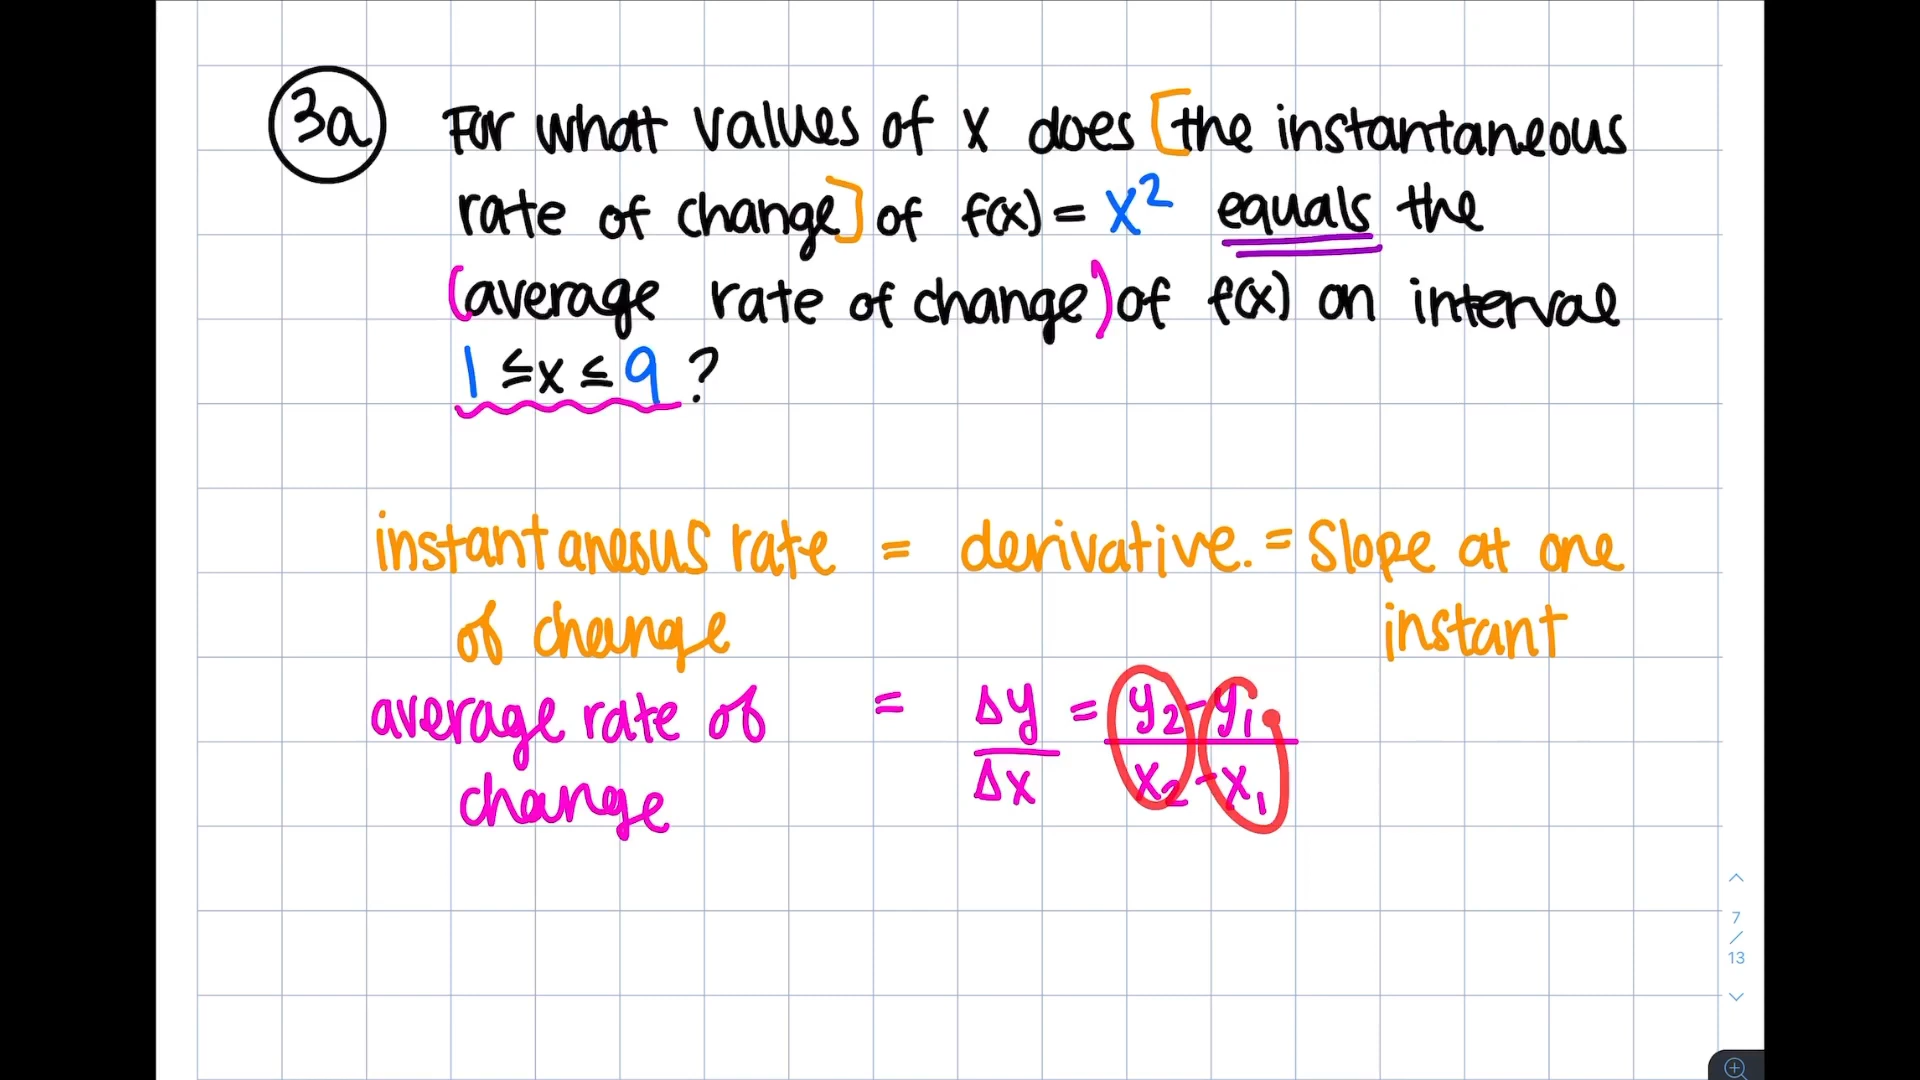 3a For what values of x does [the instantaneous
rate of change] of f(x) = x² equals the
(average rate of change) of f(x) on interval
1 ≤ x ≤ 9 ?
instantaneous rate = derivative. = Slope at one
of change instant
average rate of = Δy = y₂ - y₁
change Δx x₂ - x₁
7
/
13